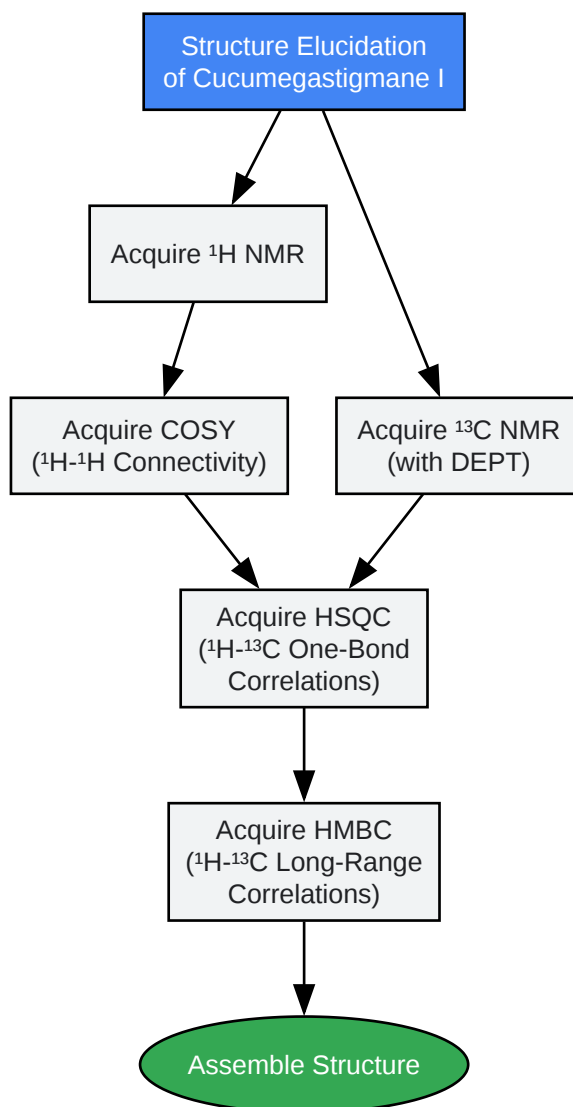 Structure Elucidation
of Cucumegastigmane I
Acquire ¹H NMR
Acquire COSY
(¹H-¹H Connectivity)
Acquire ¹³C NMR
(with DEPT)
Acquire HSQC
(¹H-¹³C One-Bond
Correlations)
Acquire HMBC
(¹H-¹³C Long-Range
Correlations)
Assemble Structure